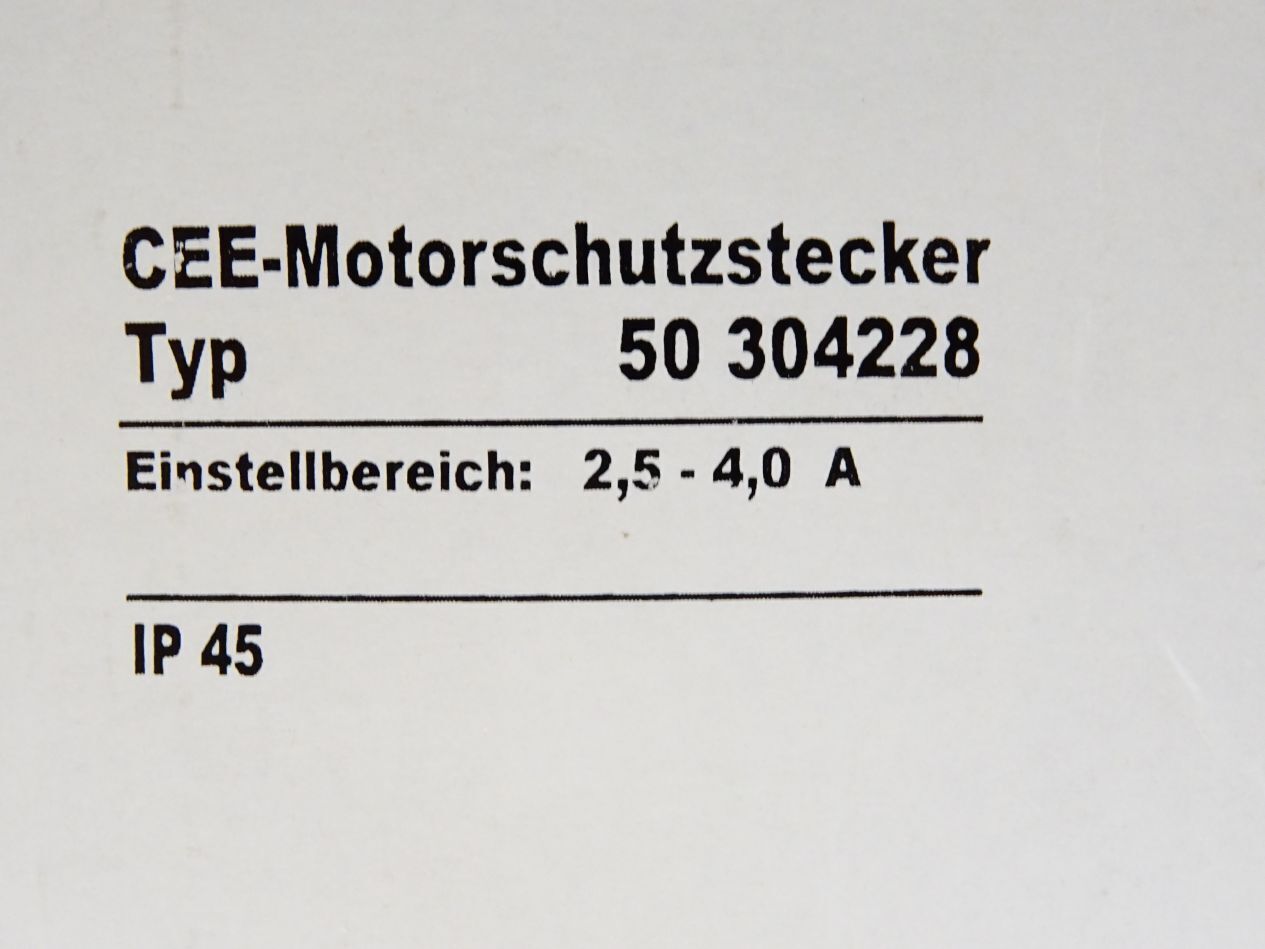 CEE-Motorschutzstecker
Typ 50 304228
Einstellbereich: 2,5 - 4,0 A
IP 45